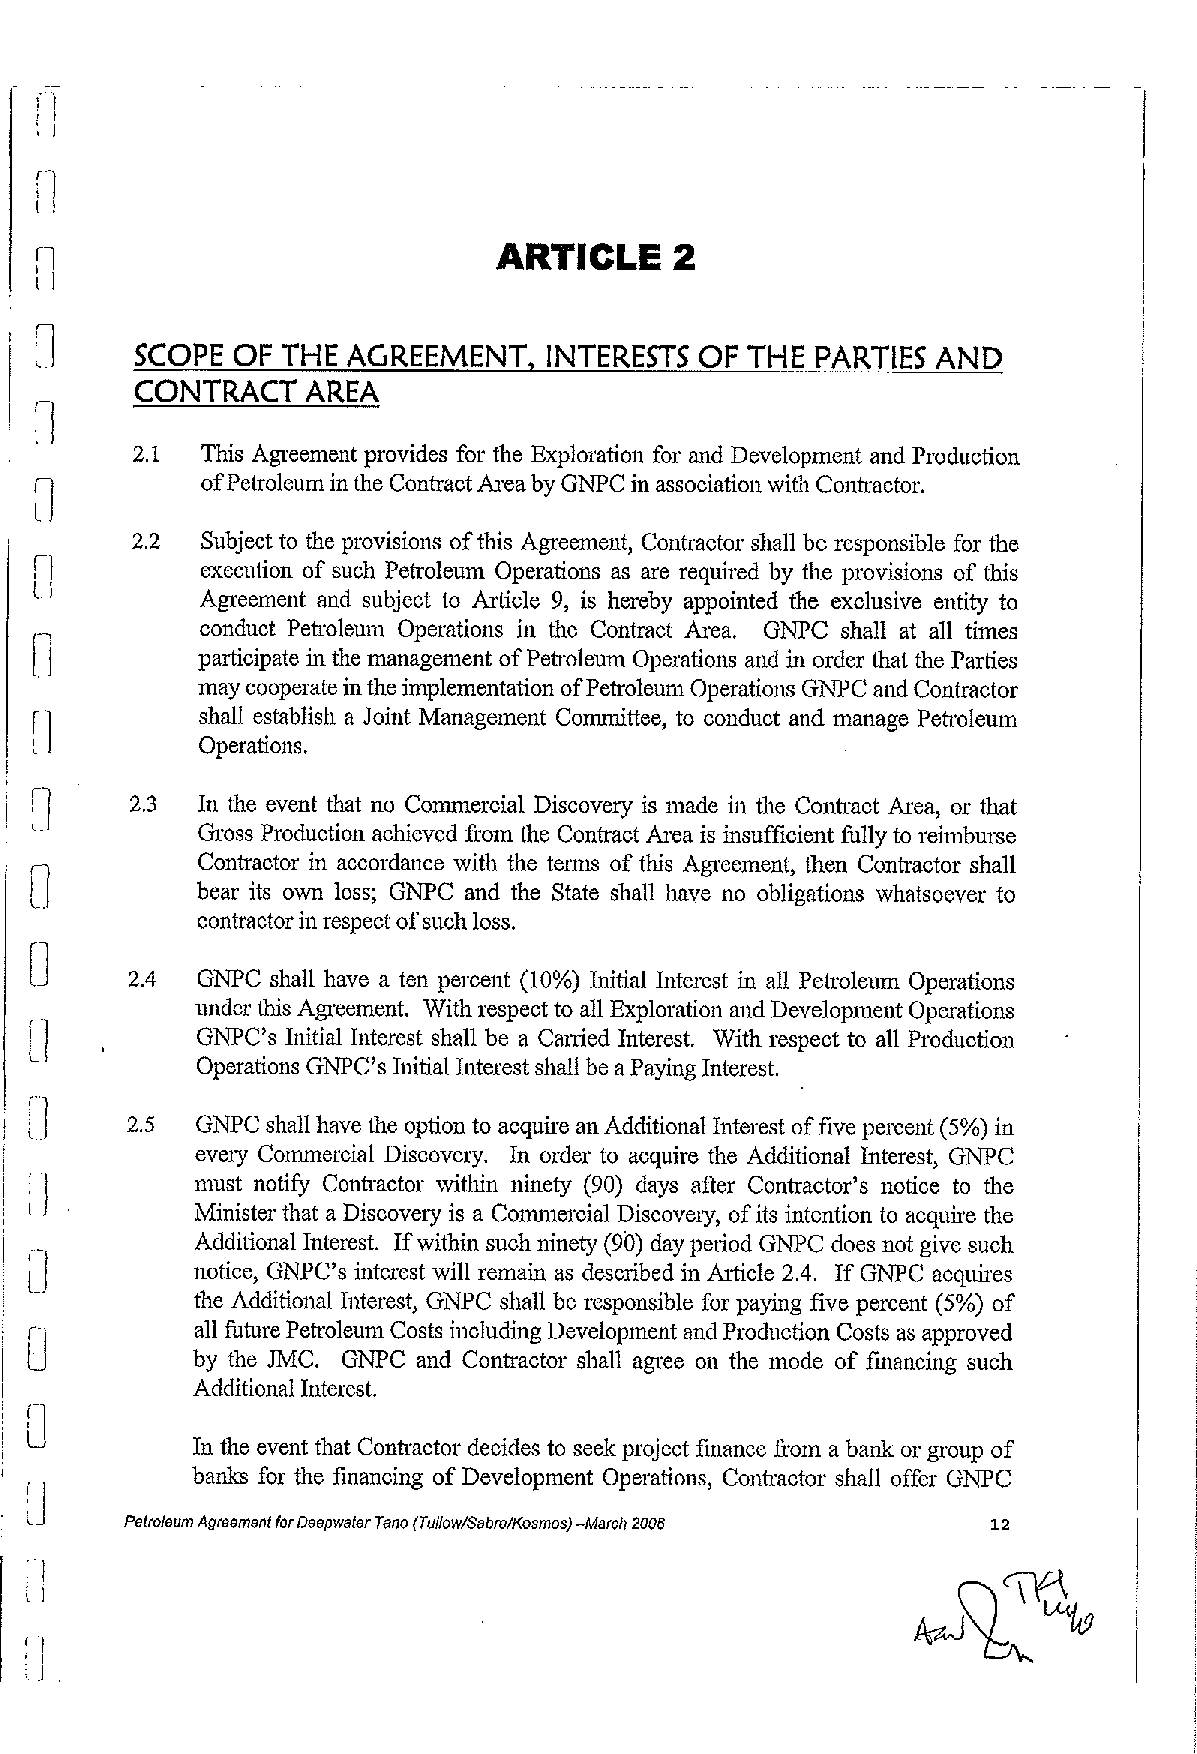 ARTICLE 2
SCOPE OF THE AGREEMENT, INTERESTS OF THE PARTIES AND
CONTRACT AREA
2.1 This Agreement provides for the Exploration for and Development and Production
of Petroleum in the Contract Area by GNPC in association with Contractor.
2.2 Subject to the provisions of this Agreement, Contractor shall be responsible for the
execution of such Petroleum Operations as are required by the provisions of this
Agreement and subject to Article 9, is hereby appointed the exclusive entity to
conduct Petroleum Operations in the Contract Area. GNPC shall at all times
participate in the management of Petroleum Operations and in order that the Parties
may cooperate in the implementation of Petroleum Operations GNPC and Contractor
shall establish a Joint Management Committee, to conduct and manage Petroleum
Operations.
2.3 In the event that no Commercial Discovery is made in the Contract Area, or that
Gross Production achieved from the Contract Area is insufficient fully to reimburse
Contractor in accordance with the terms of this Agreement, then Contractor shall
bear its own loss; GNPC and the State shall have no obligations whatsoever to
contractor in respect of such loss.
2.4 GNPC shall have a ten percent (10%) Initial Interest in all Petroleum Operations
under this Agreement. With respect to all Exploration and Development Operations
GNPC's Initial Interest shall be a Carried Interest. With respect to all Production
Operations GNPC's Initial Interest shall be a Paying Interest.
2.5 GNPC shall have the option to acquire an Additional Interest of five percent (5%) in
every Commercial Discovery. In order to acquire the Additional Interest, GNPC
must notify Contractor within ninety (90) days after Contractor's notice to the
Minister that a Discovery is a Commercial Discovery, of its intention to acquire the
Additional Interest. If within such ninety (90) day period GNPC does not give such
notice, GNPC's interest will remain as described in Article 2.4. If GNPC acquires
the Additional Interest, GNPC shall be responsible for paying five percent (5%) of
all future Petroleum Costs including Development and Production Costs as approved
by the JMC. GNPC and Contractor shall agree on the mode of financing such
Additional Interest.
In the event that Contractor decides to seek project finance from a bank or group of
banks for the financing of Development Operations, Contractor shall offer GNPC
Petroleum Agreement for Deepwater Tano (Tullow/Sabre/Kosmos) –March 2006 12